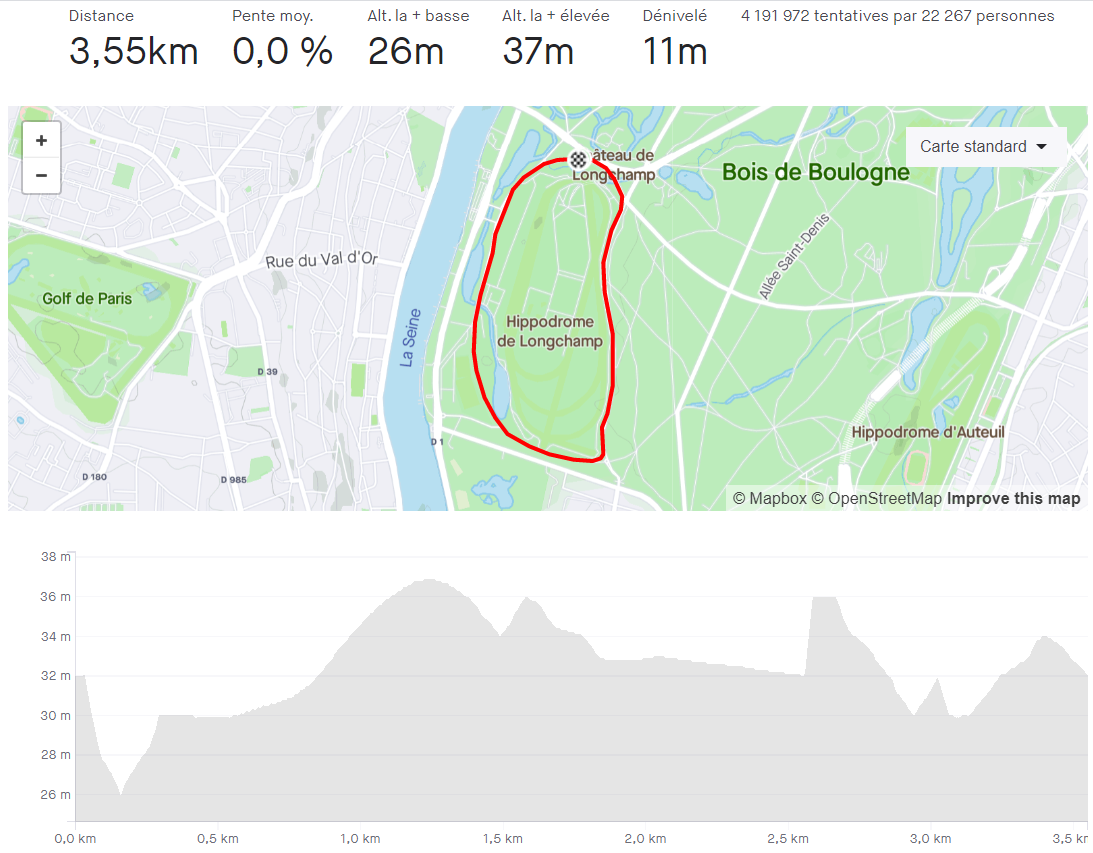 Distance
Pente moy.
Alt. la + basse
Alt. la + élevée
Dénivelé
4 191 972 tentatives par 22 267 personnes
3,55km
0,0 %
26m
37m
11m
+
−
Carte standard
âteau de
Longchamp
Bois de Boulogne
Allée Saint-Denis
Rue du Val d'Or
Golf de Paris
La Seine
Hippodrome
de Longchamp
D 39
Hippodrome d'Auteuil
D 1
D 180
D 985
© Mapbox © OpenStreetMap Improve this map
38 m
36 m
34 m
32 m
30 m
28 m
26 m
0,0 km
0,5 km
1,0 km
1,5 km
2,0 km
2,5 km
3,0 km
3,5 k